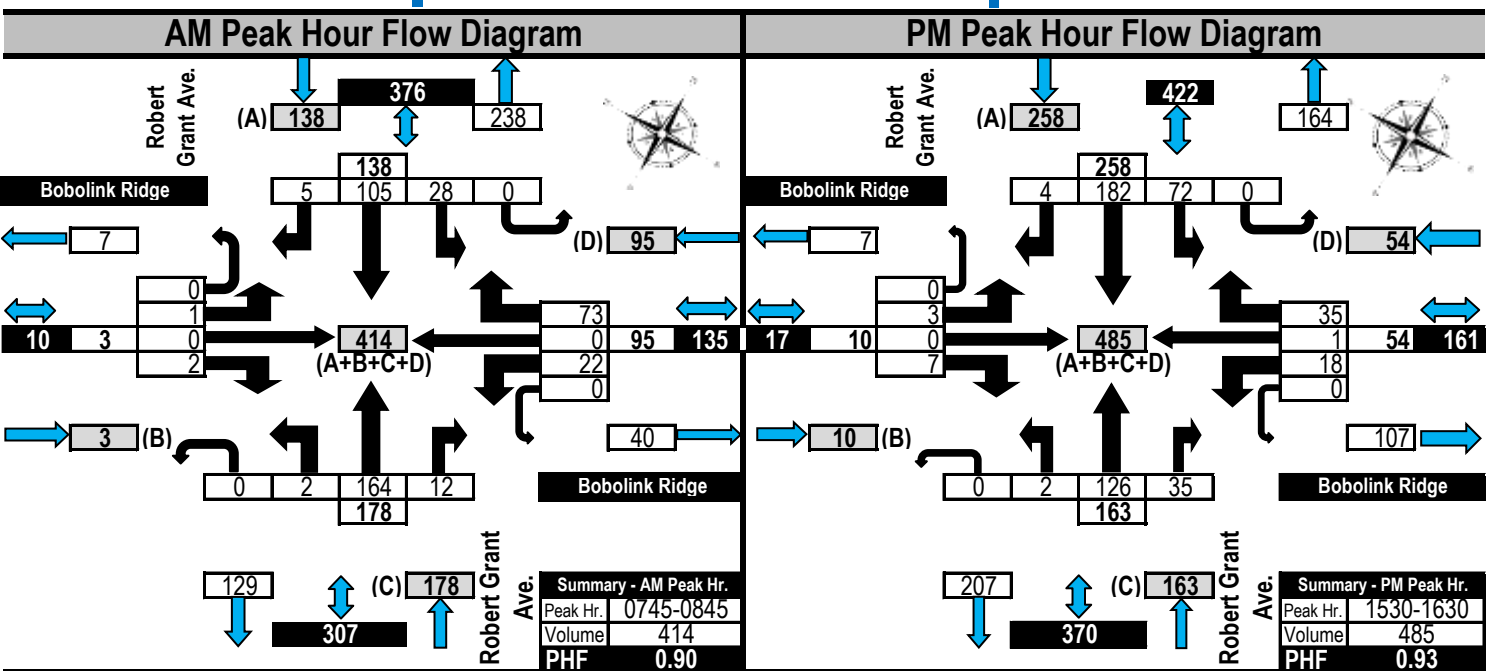 AM Peak Hour Flow Diagram
Robert
Grant Ave.
(A) 138
376
238
138
5 105 28 0
Bobolink Ridge
7
(D) 95
0
1
0
2
10 3
414
(A+B+C+D)
73
0
22
0
95 135
3 (B)
40
0 2 164 12
178
Bobolink Ridge
129
(C) 178
307
Robert Grant
Ave.
Summary - AM Peak Hr.
Peak Hr. 0745-0845
Volume 414
PHF 0.90
PM Peak Hour Flow Diagram
Robert
Grant Ave.
(A) 258
422
164
258
4 182 72 0
Bobolink Ridge
7
(D) 54
0
3
0
7
17 10
485
(A+B+C+D)
35
1
18
0
54 161
10 (B)
107
0 2 126 35
163
Bobolink Ridge
207
(C) 163
370
Robert Grant
Ave.
Summary - PM Peak Hr.
Peak Hr. 1530-1630
Volume 485
PHF 0.93